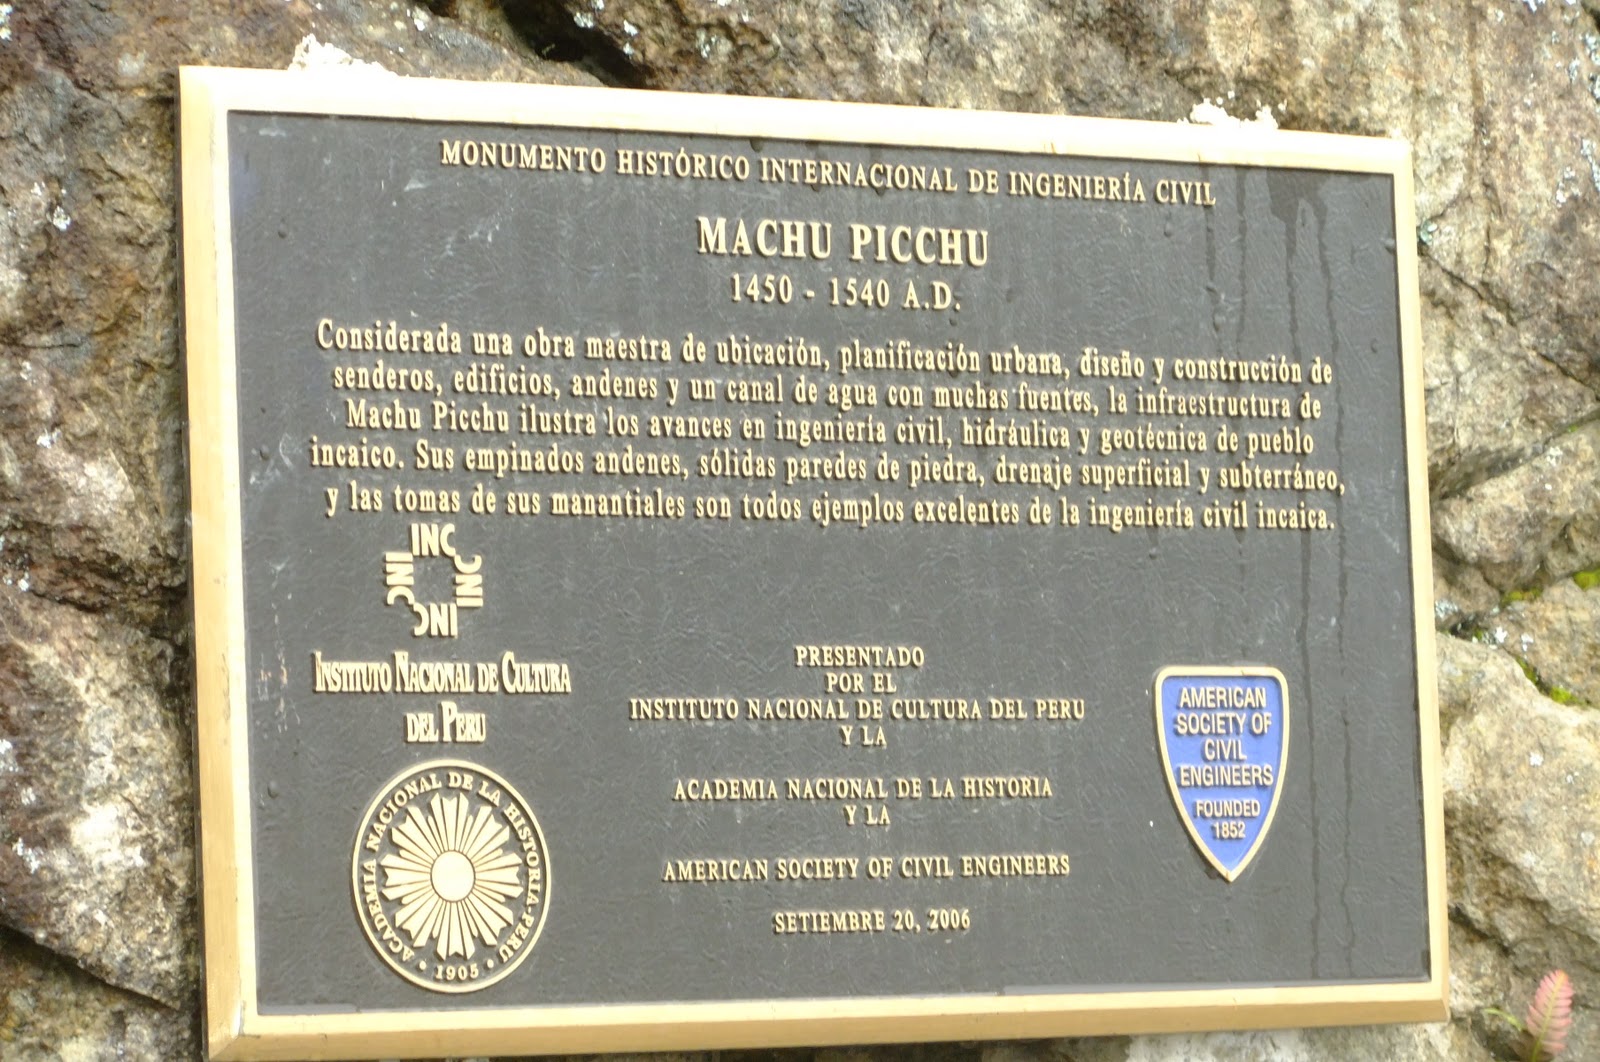 MONUMENTO HISTÓRICO INTERNACIONAL DE INGENIERÍA CIVIL
MACHU PICCHU
1450 - 1540 A.D.
Considerada una obra maestra de ubicación, planificación urbana, diseño y construcción de
senderos, edificios, andenes y un canal de agua con muchas fuentes, la infraestructura de
Machu Picchu ilustra los avances en ingeniería civil, hidráulica y geotécnica de pueblo
incaico. Sus empinados andenes, sólidas paredes de piedra, drenaje superficial y subterráneo,
y las tomas de sus manantiales son todos ejemplos excelentes de la ingeniería civil incaica.
INC
INC
INC
INC
INSTITUTO NACIONAL DE CULTURA
DEL PERU
ACADEMIA NACIONAL DE LA HISTORIA-PERU
• 1905 •
PRESENTADO
POR EL
INSTITUTO NACIONAL DE CULTURA DEL PERU
Y LA
ACADEMIA NACIONAL DE LA HISTORIA
Y LA
AMERICAN SOCIETY OF CIVIL ENGINEERS
SETIEMBRE 20, 2006
AMERICAN
SOCIETY OF
CIVIL
ENGINEERS
FOUNDED
1852